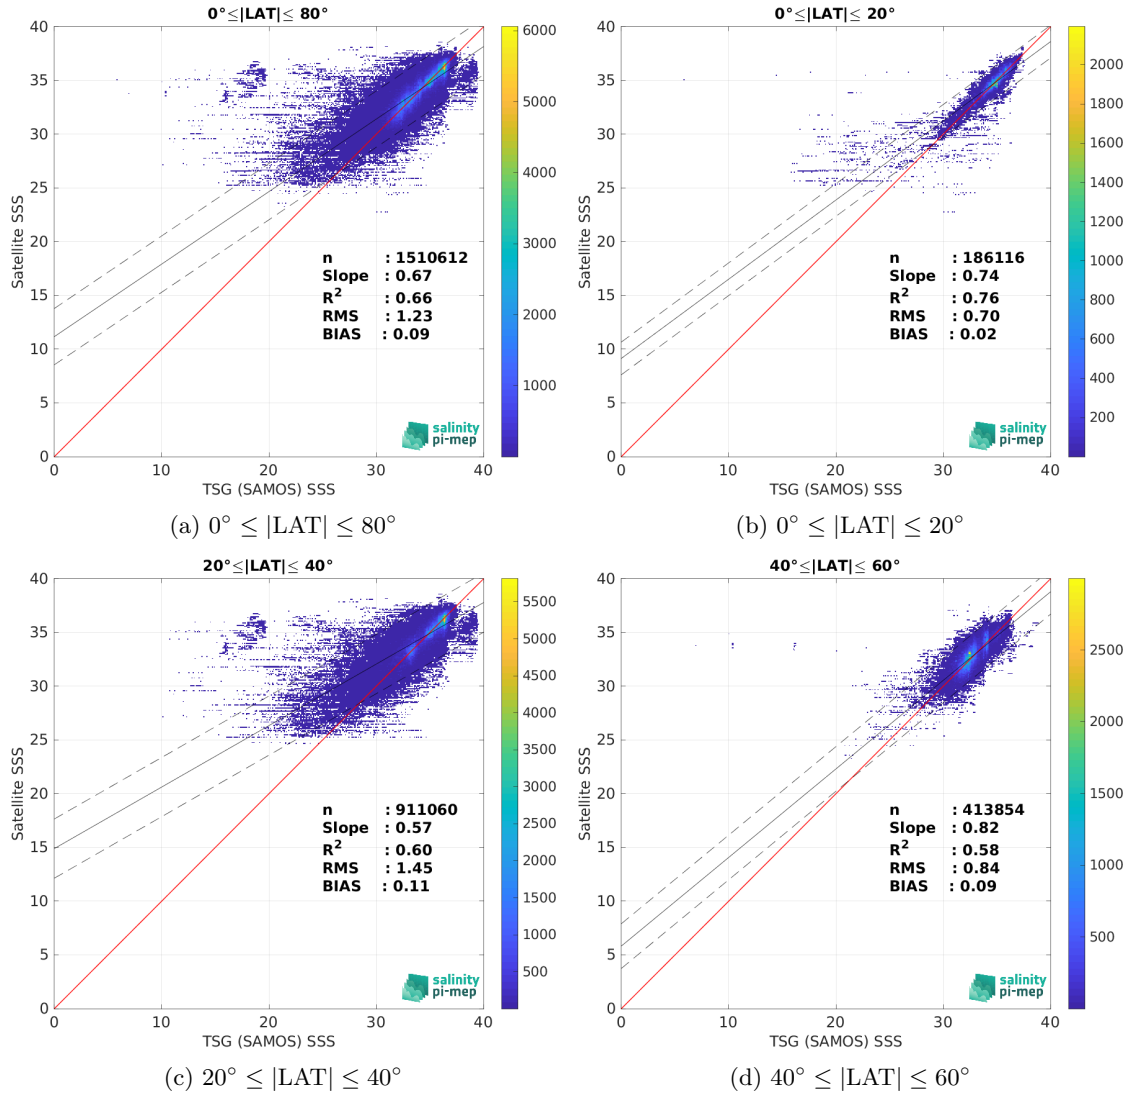 0°≤|LAT|≤ 80°
40
35
30
25
20
15
10
5
0
Satellite SSS
n : 1510612
Slope : 0.67
R² : 0.66
RMS : 1.23
BIAS : 0.09
salinity
pi-mep
0 10 20 30 40
TSG (SAMOS) SSS
6000
5000
4000
3000
2000
1000
(a) 0° ≤ |LAT| ≤ 80°
0°≤|LAT|≤ 20°
40
35
30
25
20
15
10
5
0
Satellite SSS
n : 186116
Slope : 0.74
R² : 0.76
RMS : 0.70
BIAS : 0.02
salinity
pi-mep
0 10 20 30 40
TSG (SAMOS) SSS
2000
1800
1600
1400
1200
1000
800
600
400
200
(b) 0° ≤ |LAT| ≤ 20°
20°≤|LAT|≤ 40°
40
35
30
25
20
15
10
5
0
Satellite SSS
n : 911060
Slope : 0.57
R² : 0.60
RMS : 1.45
BIAS : 0.11
salinity
pi-mep
0 10 20 30 40
TSG (SAMOS) SSS
5500
5000
4500
4000
3500
3000
2500
2000
1500
1000
500
(c) 20° ≤ |LAT| ≤ 40°
40°≤|LAT|≤ 60°
40
35
30
25
20
15
10
5
0
Satellite SSS
n : 413854
Slope : 0.82
R² : 0.58
RMS : 0.84
BIAS : 0.09
salinity
pi-mep
0 10 20 30 40
TSG (SAMOS) SSS
2500
2000
1500
1000
500
(d) 40° ≤ |LAT| ≤ 60°